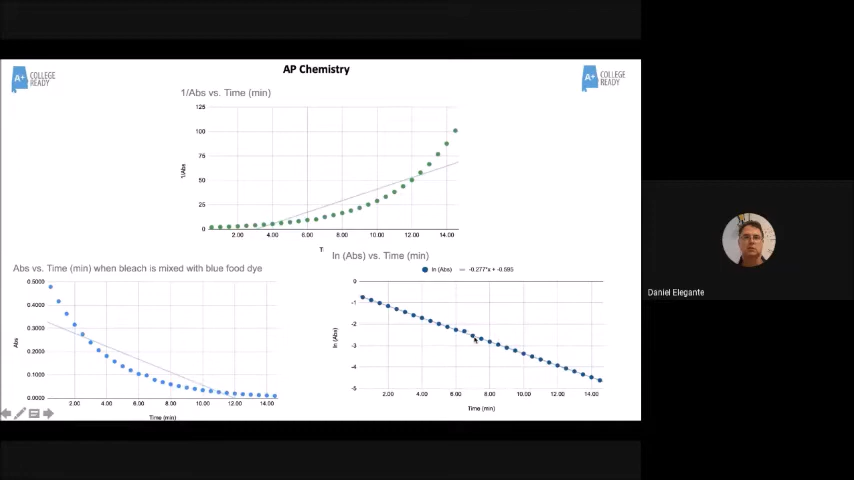 AP Chemistry
A+ COLLEGE
READY
A+ COLLEGE
READY
1/Abs vs. Time (min)
125
100
75
50
25
0
1/Abs
2.00 4.00 6.00 8.00 10.00 12.00 14.00
Abs vs. Time (min) when bleach is mixed with blue food dye
0.5000
0.4000
0.3000
0.2000
0.1000
0.0000
Abs
2.00 4.00 6.00 8.00 10.00 12.00 14.00
Time (min)
ln (Abs) vs. Time (min)
ln (Abs) -0.277*x + -0.595
0
-1
-2
-3
-4
-5
ln (Abs)
2.00 4.00 6.00 8.00 10.00 12.00 14.00
Time (min)
Daniel Elegante